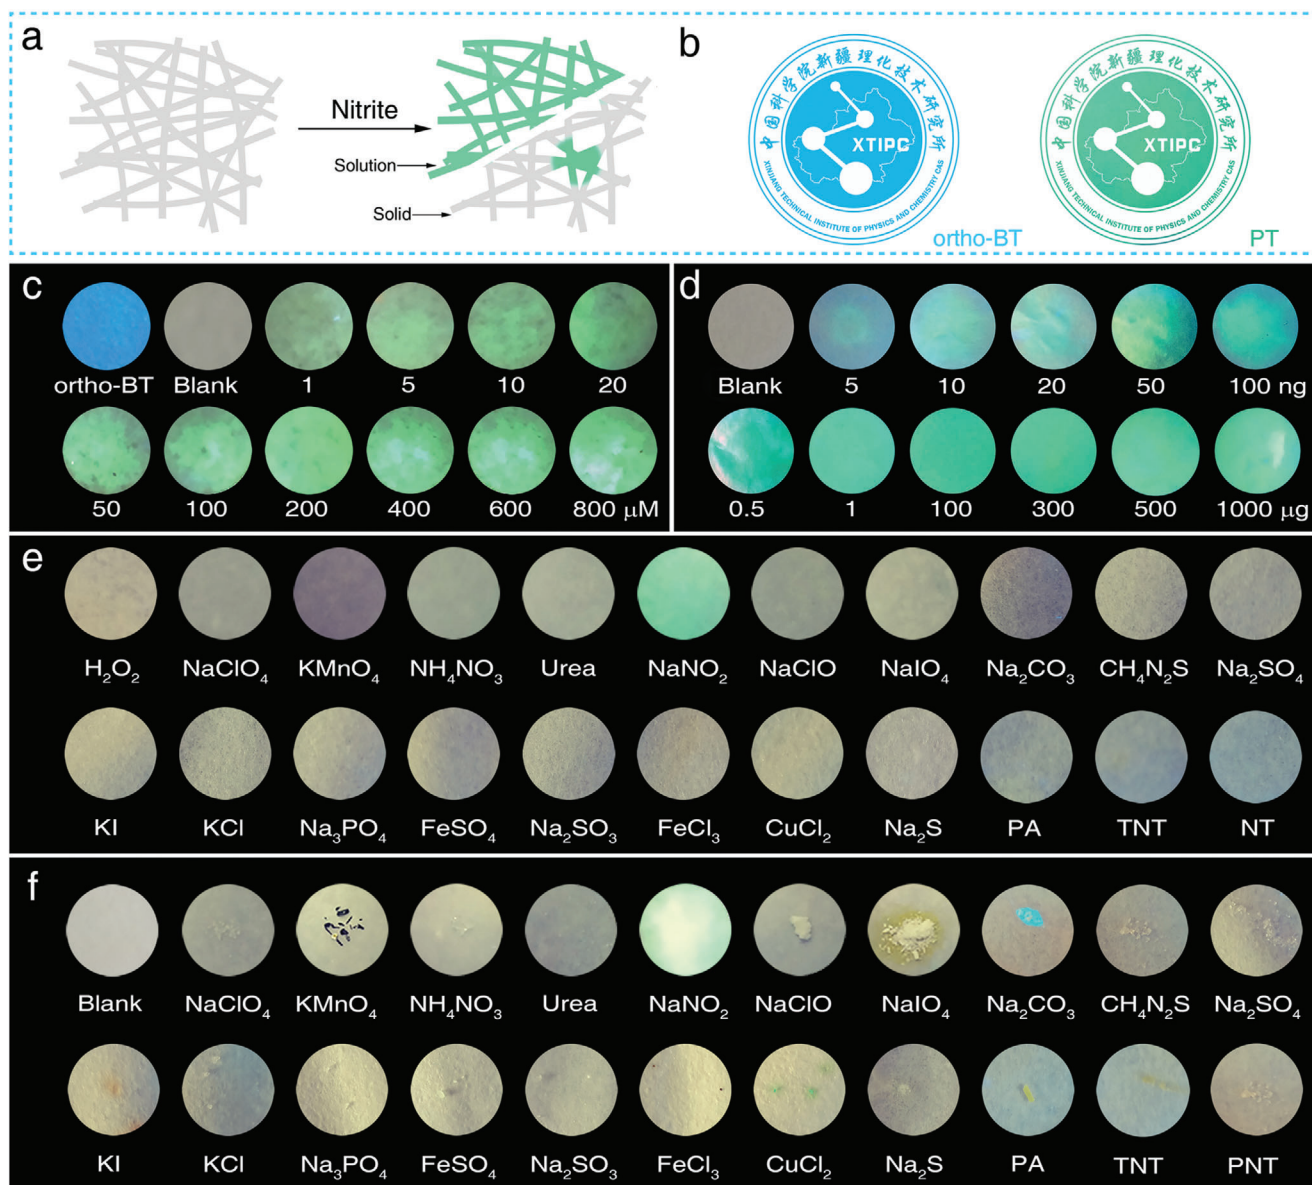 a
Nitrite
Solution
Solid
b
中国科学院新疆理化技术研究所
XTIPC
XINJIANG TECHNICAL INSTITUTE OF PHYSICS AND CHEMISTRY CAS
ortho-BT
中国科学院新疆理化技术研究所
XTIPC
XINJIANG TECHNICAL INSTITUTE OF PHYSICS AND CHEMISTRY CAS
PT
c
ortho-BT Blank 1 5 10 20
50 100 200 400 600 800 μM
d
Blank 5 10 20 50 100 ng
0.5 1 100 300 500 1000 μg
e
H₂O₂ NaClO₄ KMnO₄ NH₄NO₃ Urea NaNO₂ NaClO NaIO₄ Na₂CO₃ CH₄N₂S Na₂SO₄
KI KCl Na₃PO₄ FeSO₄ Na₂SO₃ FeCl₃ CuCl₂ Na₂S PA TNT NT
f
Blank NaClO₄ KMnO₄ NH₄NO₃ Urea NaNO₂ NaClO NaIO₄ Na₂CO₃ CH₄N₂S Na₂SO₄
KI KCl Na₃PO₄ FeSO₄ Na₂SO₃ FeCl₃ CuCl₂ Na₂S PA TNT PNT